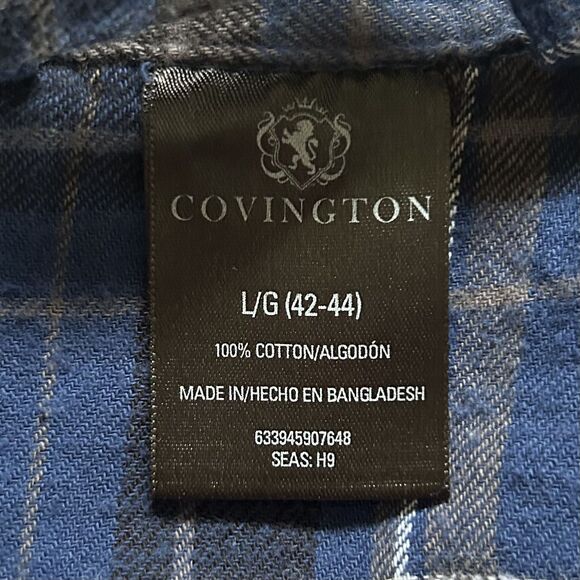 COVINGTON
L/G (42-44)
100% COTTON/ALGODÓN
MADE IN/HECHO EN BANGLADESH
633945907648
SEAS: H9